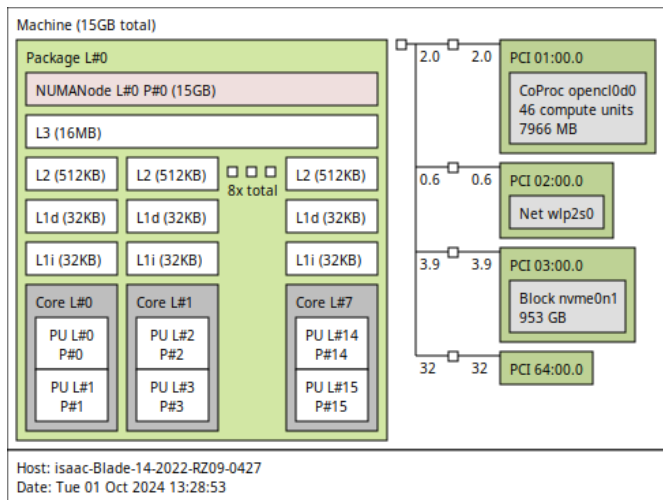 Machine (15GB total)
Package L#0
NUMANode L#0 P#0 (15GB)
L3 (16MB)
L2 (512KB)
L2 (512KB)
8x total
L2 (512KB)
L1d (32KB)
L1d (32KB)
L1d (32KB)
L1i (32KB)
L1i (32KB)
L1i (32KB)
Core L#0
PU L#0
P#0
PU L#1
P#1
Core L#1
PU L#2
P#2
PU L#3
P#3
Core L#7
PU L#14
P#14
PU L#15
P#15
2.0
2.0
PCI 01:00.0
CoProc opencl0d0
46 compute units
7966 MB
0.6
0.6
PCI 02:00.0
Net wlp2s0
3.9
3.9
PCI 03:00.0
Block nvme0n1
953 GB
32
32
PCI 64:00.0
Host: isaac-Blade-14-2022-RZ09-0427
Date: Tue 01 Oct 2024 13:28:53